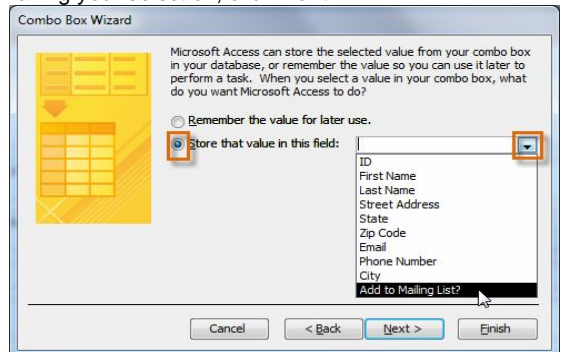 Combo Box Wizard
Microsoft Access can store the selected value from your combo box
in your database, or remember the value so you can use it later to
perform a task.  When you select a value in your combo box, what
do you want Microsoft Access to do?
Remember the value for later use.
Store that value in this field:
ID
First Name
Last Name
Street Address
State
Zip Code
Email
Phone Number
City
Add to Mailing List?
Cancel
< Back
Next >
Finish